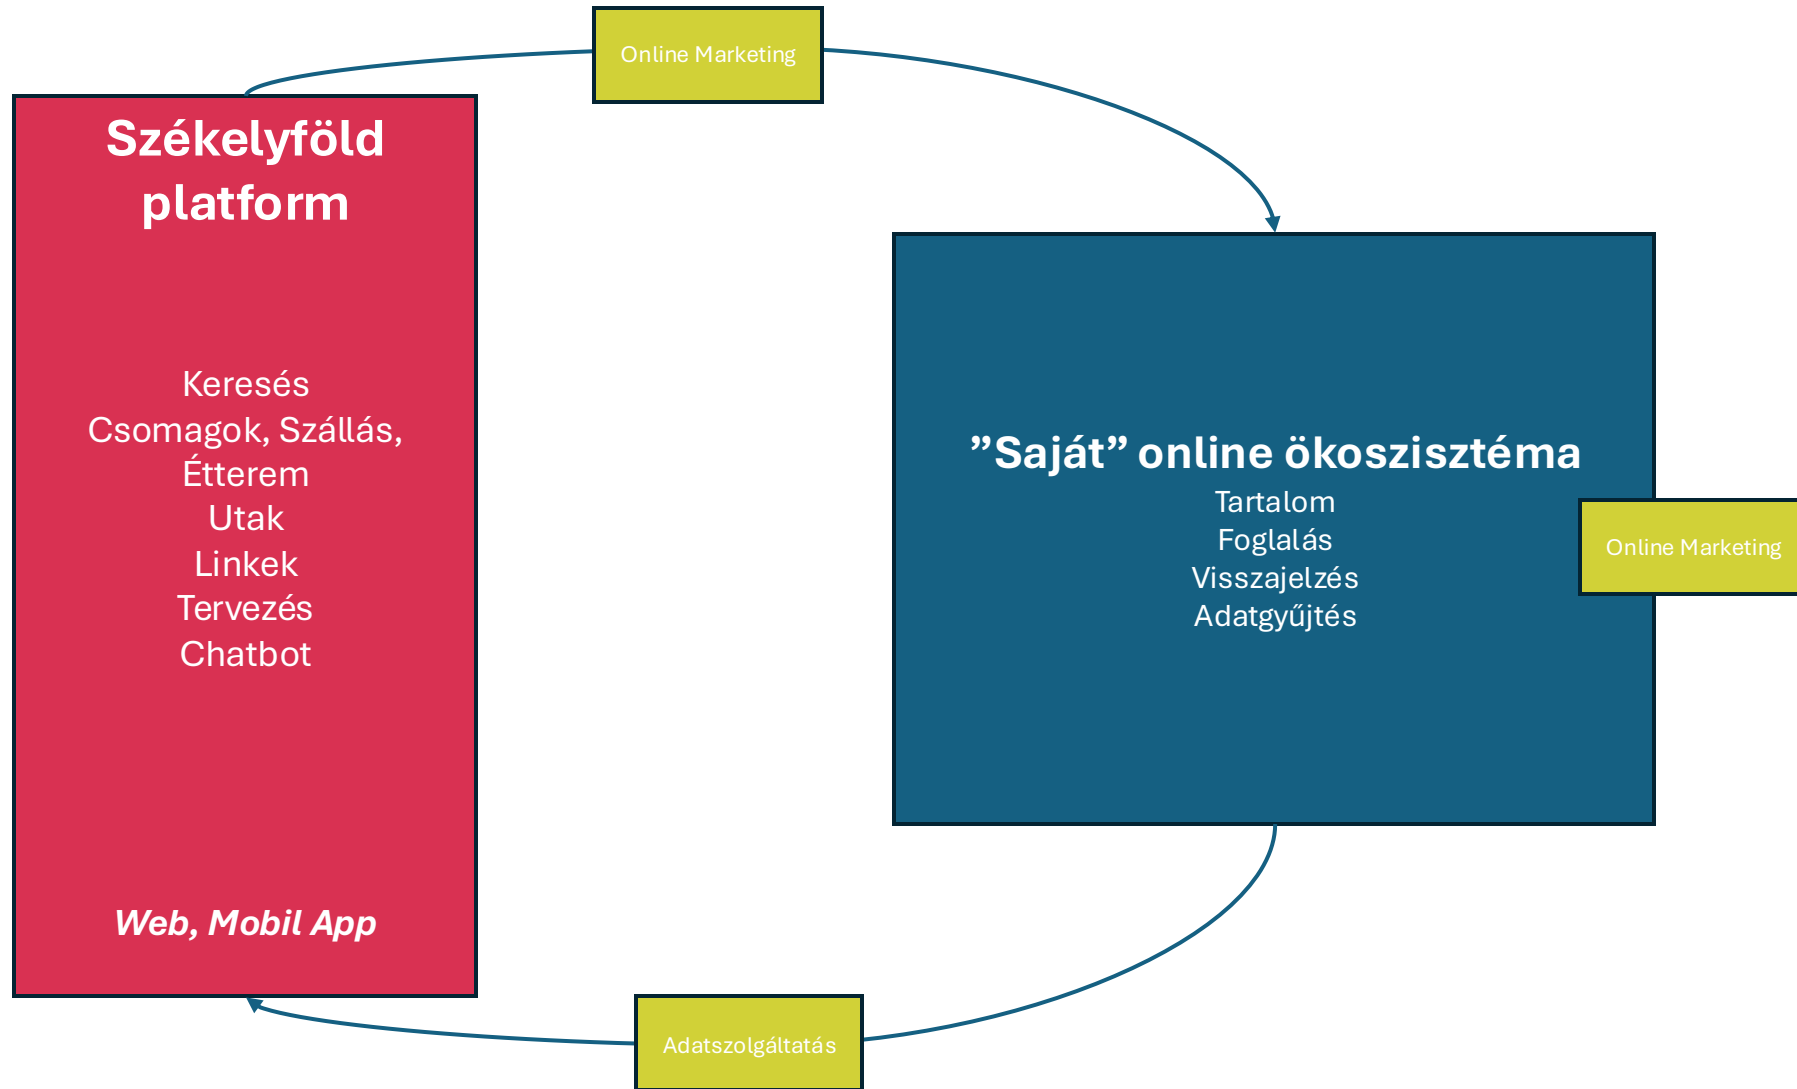 Online Marketing
Székelyföld
platform
Keresés
Csomagok, Szállás,
Étterem
Utak
Linkek
Tervezés
Chatbot
Web, Mobil App
”Saját” online ökoszisztéma
Tartalom
Foglalás
Visszajelzés
Adatgyűjtés
Online Marketing
Adatszolgáltatás